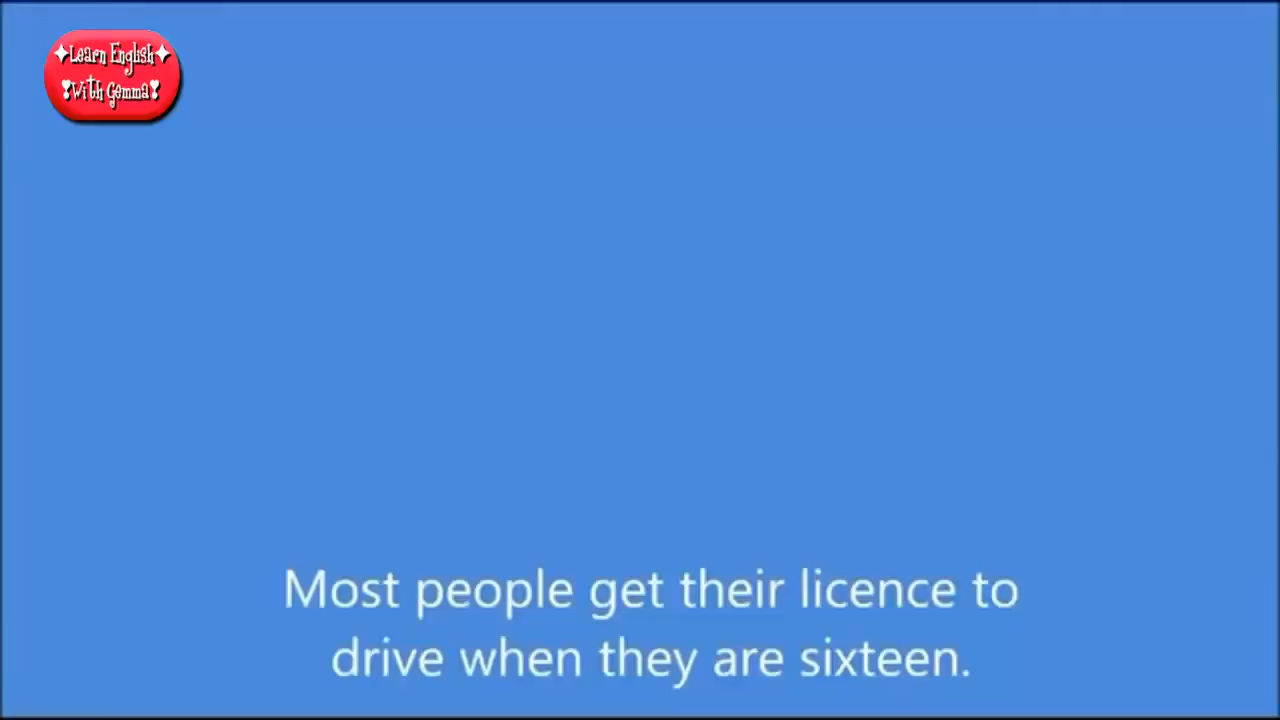 ✦Learn English✦
❣With Gemma❣
Most people get their licence to
drive when they are sixteen.